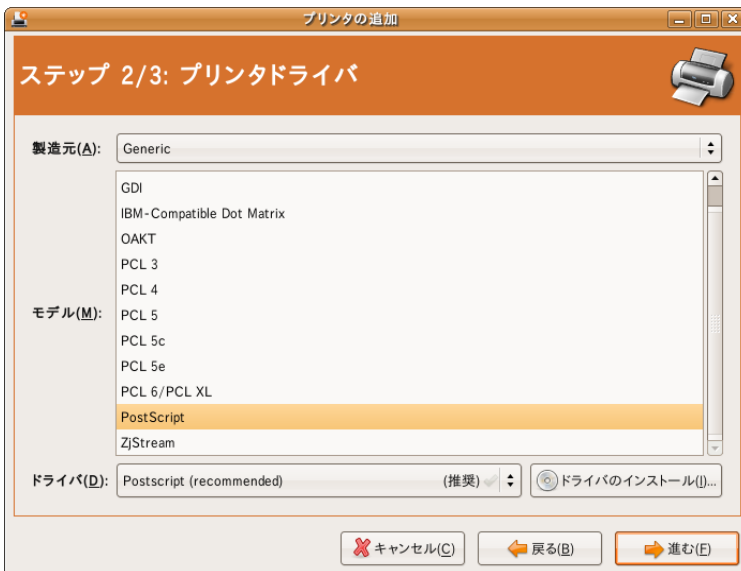 プリンタの追加
ステップ 2/3: プリンタドライバ
製造元(A): Generic
GDI
IBM-Compatible Dot Matrix
OAKT
PCL 3
PCL 4
モデル(M): PCL 5
PCL 5c
PCL 5e
PCL 6/PCL XL
PostScript
ZjStream
ドライバ(D): Postscript (recommended) (推奨) ドライバのインストール(I)...
キャンセル(C) 戻る(B) 進む(F)